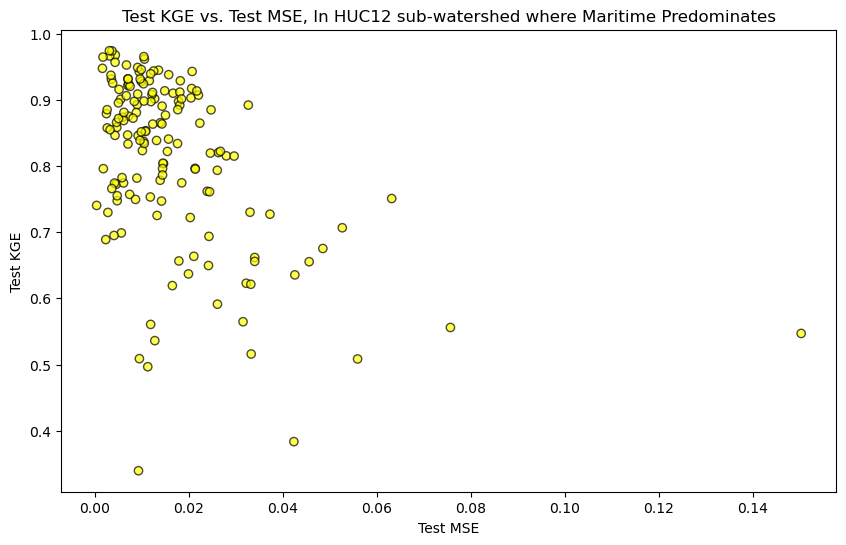 Test KGE vs. Test MSE, In HUC12 sub-watershed where Maritime Predominates
1.0
0.9
0.8
0.7
0.6
0.5
0.4
Test KGE
0.00 0.02 0.04 0.06 0.08 0.10 0.12 0.14
Test MSE